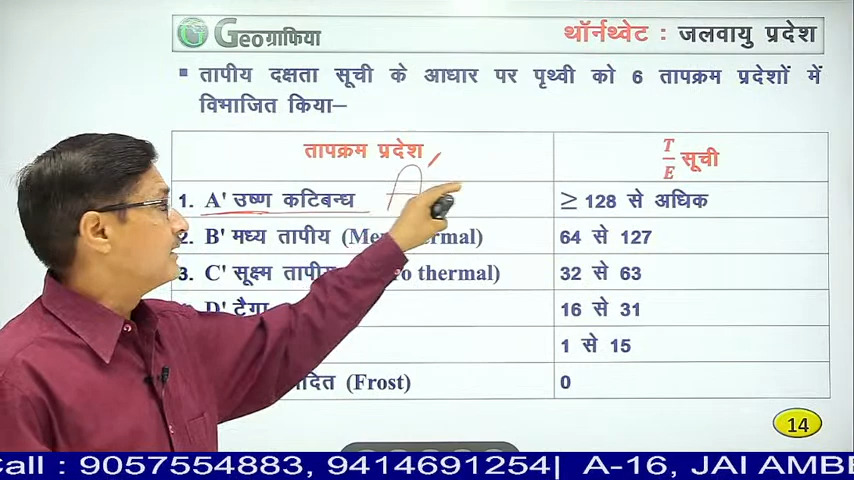 Geoग्राफिया
थॉर्नथ्वेट : जलवायु प्रदेश
▪ तापीय दक्षता सूची के आधार पर पृथ्वी को 6 तापक्रम प्रदेशों में
विभाजित किया–
तापक्रम प्रदेश T/E सूची
1. A' उष्ण कटिबन्ध A' ≥ 128 से अधिक
2. B' मध्य तापीय 64 से 127
3. C' सूक्ष्म तापीय thermal) 32 से 63
D' टैगा 16 से 31
1 से 15
(Frost) 0
14
Call : 9057554883, 9414691254| A-16, JAI AMBE